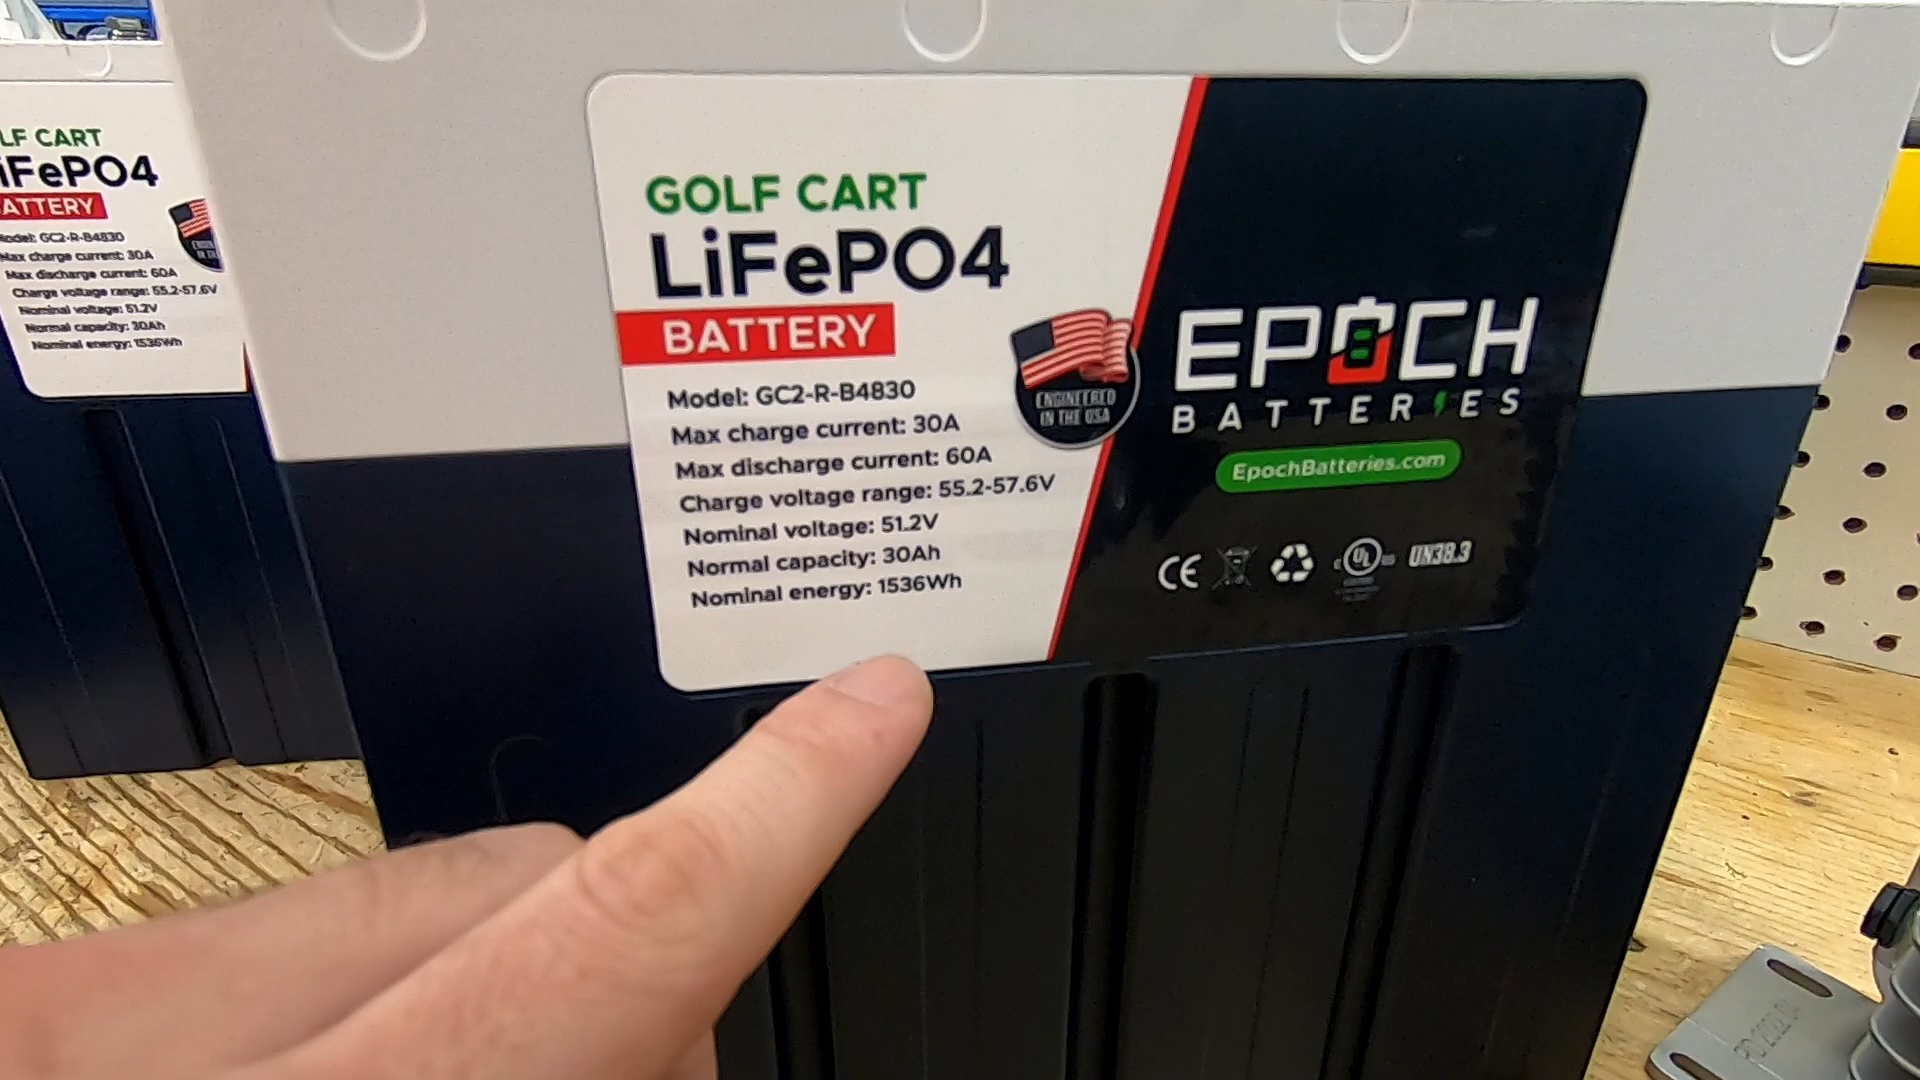 LF CART
iFePO4
ATTERY
Model: GC2-R-B4830
Max charge current: 30A
Max discharge current: 60A
Charge voltage range: 55.2-57.6V
Nominal voltage: 51.2V
Normal capacity: 30Ah
Nominal energy: 1536Wh
GOLF CART
LiFePO4
BATTERY
Model: GC2-R-B4830
Max charge current: 30A
Max discharge current: 60A
Charge voltage range: 55.2-57.6V
Nominal voltage: 51.2V
Normal capacity: 30Ah
Nominal energy: 1536Wh
ENGINEERED
IN THE USA
EPOCH
BATTERIES
EpochBatteries.com
CE
c UL us
UN38.3